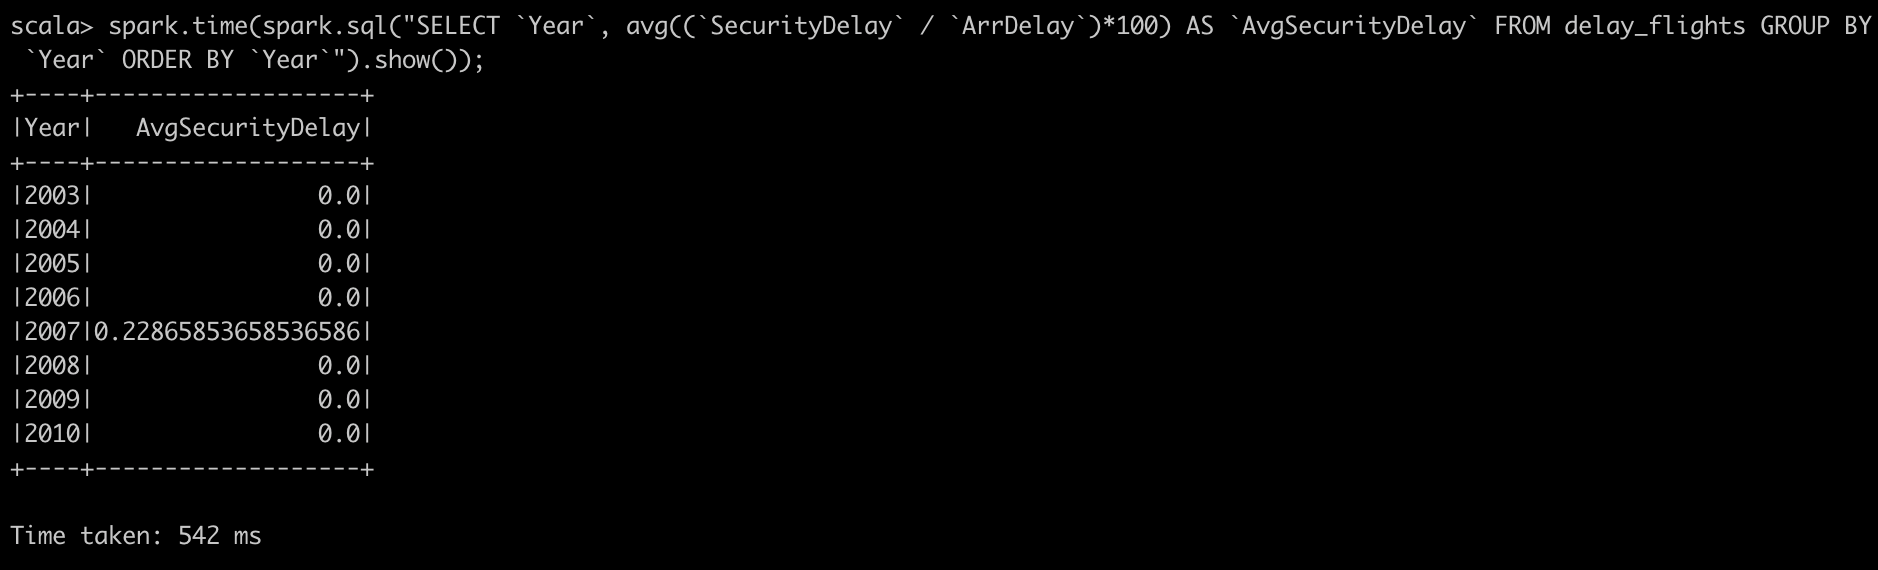 scala> spark.time(spark.sql("SELECT `Year`, avg((`SecurityDelay` / `ArrDelay`)*100) AS `AvgSecurityDelay` FROM delay_flights GROUP BY
 `Year` ORDER BY `Year`").show());
+----+-------------------+
|Year|   AvgSecurityDelay|
+----+-------------------+
|2003|                0.0|
|2004|                0.0|
|2005|                0.0|
|2006|                0.0|
|2007|0.22865853658536586|
|2008|                0.0|
|2009|                0.0|
|2010|                0.0|
+----+-------------------+
Time taken: 542 ms